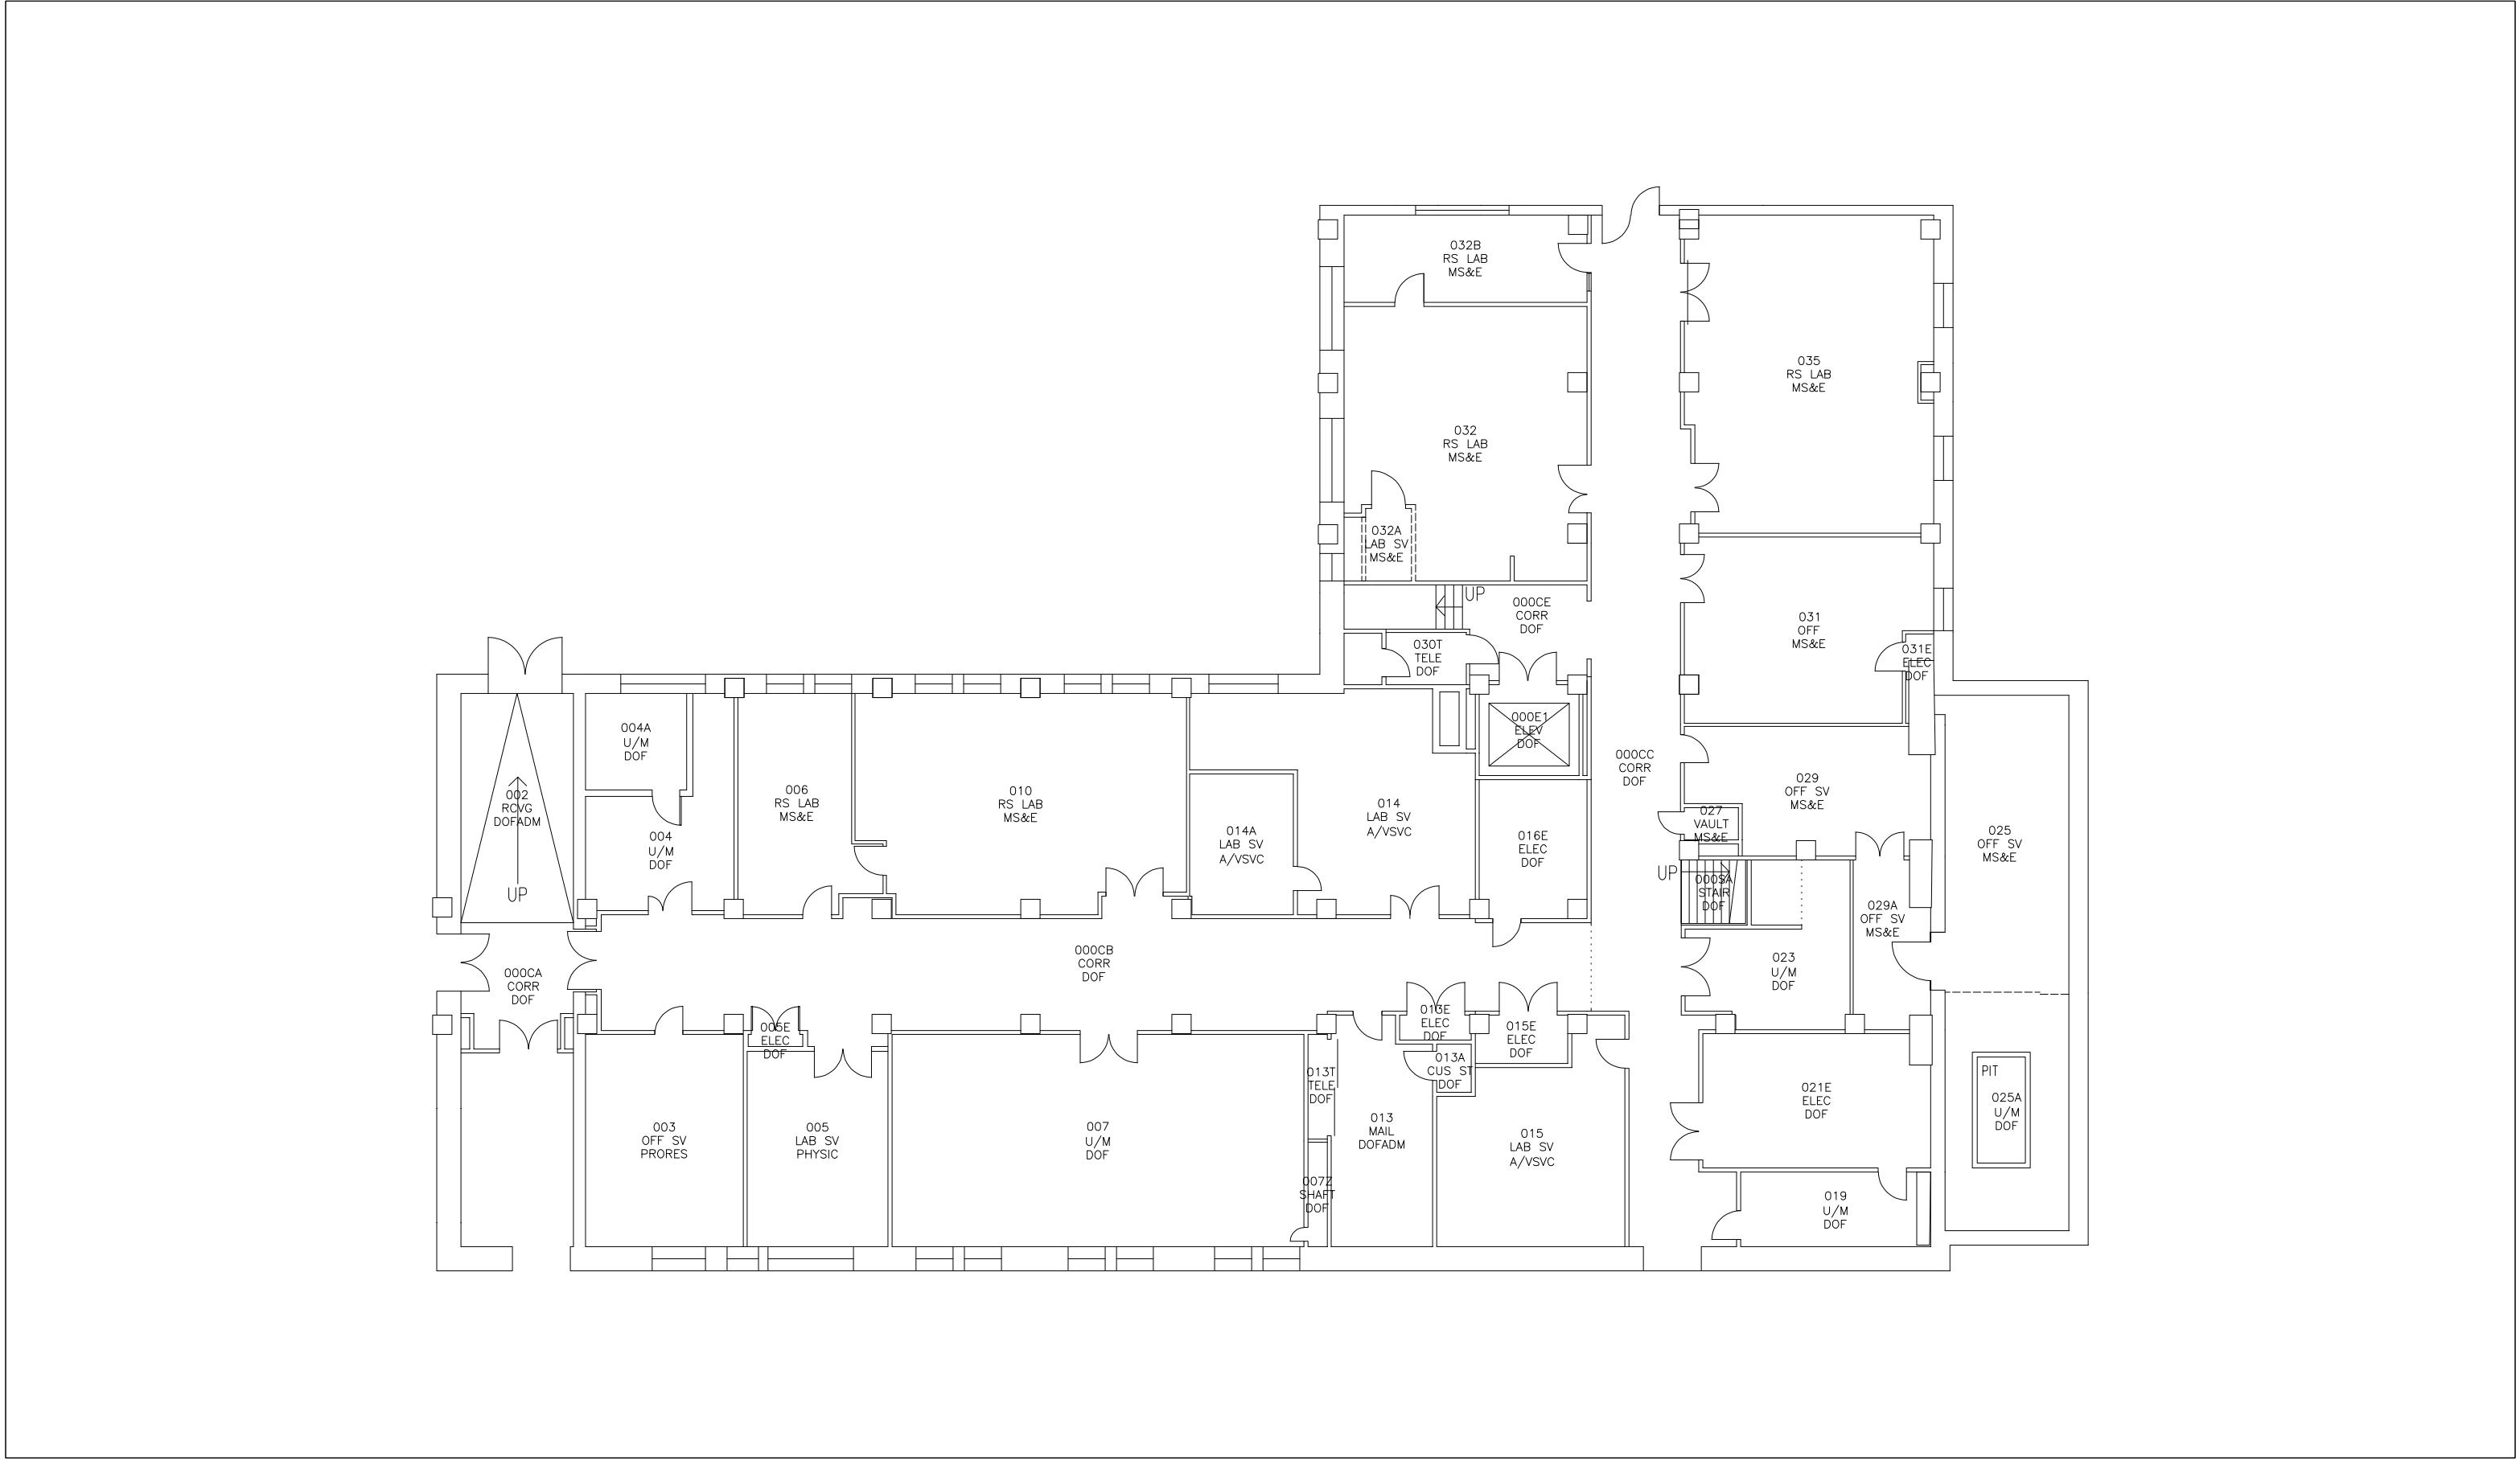 032B
RS LAB
MS&E
035
RS LAB
MS&E
032
RS LAB
MS&E
032A
LAB SV
MS&E
UP
000CE
CORR
DOF
031
OFF
MS&E
030T
TELE
DOF
031E
ELEC
DOF
004A
U/M
DOF
000E1
ELEV
DOF
000CC
CORR
DOF
002
RCVG
DOFADM
UP
006
RS LAB
MS&E
010
RS LAB
MS&E
014
LAB SV
A/VSVC
029
OFF SV
MS&E
027
VAULT
MS&E
004
U/M
DOF
014A
LAB SV
A/VSVC
016E
ELEC
DOF
025
OFF SV
MS&E
UP
000SA
STAIR
DOF
029A
OFF SV
MS&E
000CA
CORR
DOF
000CB
CORR
DOF
023
U/M
DOF
005E
ELEC
DOF
013E
ELEC
DOF
015E
ELEC
DOF
013A
CUS ST
DOF
013T
TELE
DOF
PIT
025A
U/M
DOF
021E
ELEC
DOF
003
OFF SV
PRORES
005
LAB SV
PHYSIC
007
U/M
DOF
013
MAIL
DOFADM
015
LAB SV
A/VSVC
007Z
SHAFT
DOF
019
U/M
DOF